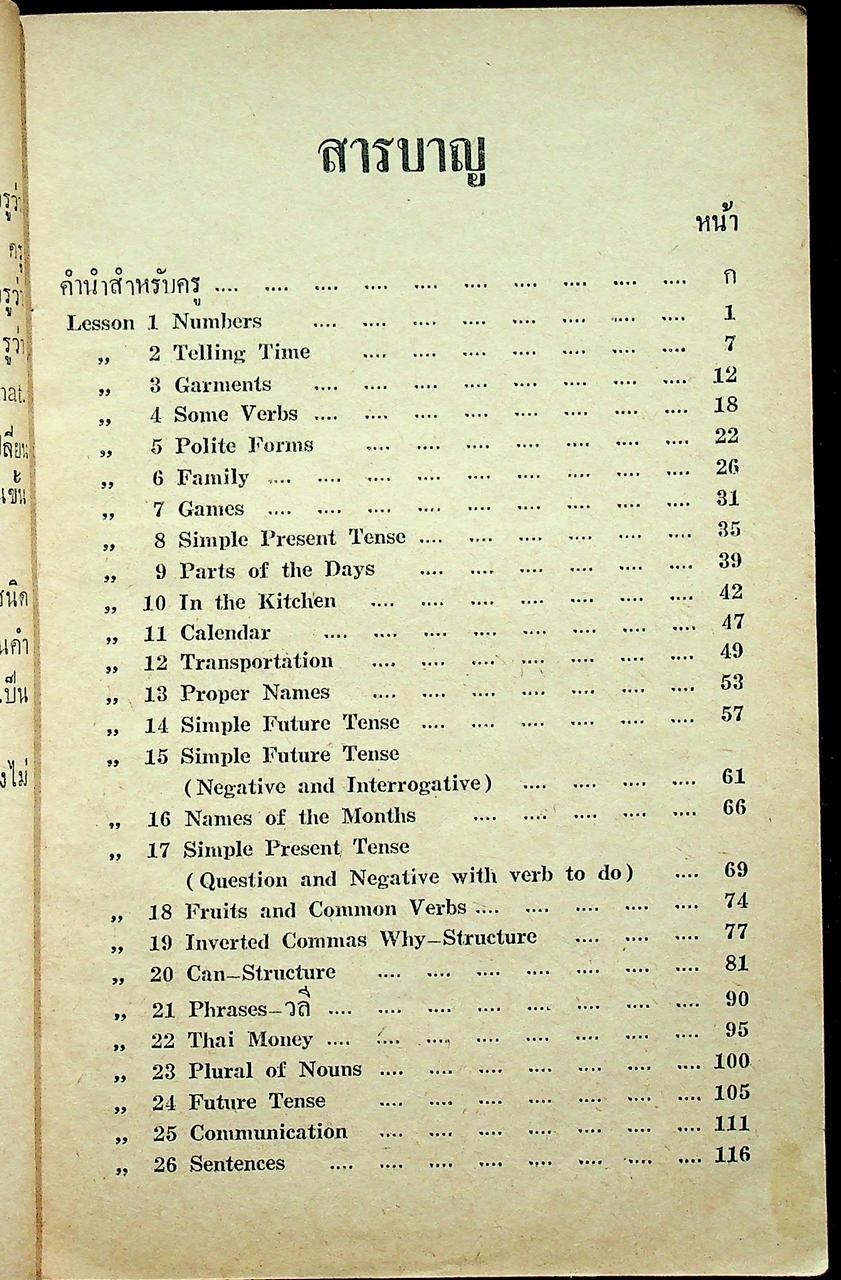 สารบาญ
หน้า
คำนำสำหรับครู .... .... .... .... .... .... .... .... .... .... ก
Lesson 1 Numbers .... .... .... .... .... .... .... .... 1
,, 2 Telling Time .... .... .... .... .... .... .... 7
,, 3 Garments .... .... .... .... .... .... .... .... 12
,, 4 Some Verbs .... .... .... .... .... .... .... .... 18
,, 5 Polite Forms .... .... .... .... .... .... .... 22
,, 6 Family .... .... .... .... .... .... .... .... .... 26
,, 7 Games .... .... .... .... .... .... .... .... .... 31
,, 8 Simple Present Tense .... .... .... .... .... .... 35
,, 9 Parts of the Days .... .... .... .... .... .... 39
,, 10 In the Kitchen .... .... .... .... .... .... .... 42
,, 11 Calendar .... .... .... .... .... .... .... .... 47
,, 12 Transportation .... .... .... .... .... .... .... 49
,, 13 Proper Names .... .... .... .... .... .... .... 53
,, 14 Simple Future Tense .... .... .... .... .... .... 57
,, 15 Simple Future Tense
(Negative and Interrogative) .... .... .... .... 61
,, 16 Names of the Months .... .... .... .... .... 66
,, 17 Simple Present Tense
(Question and Negative with verb to do) .... 69
,, 18 Fruits and Common Verbs .... .... .... .... .... 74
,, 19 Inverted Commas Why–Structure .... .... .... 77
,, 20 Can–Structure .... .... .... .... .... .... .... 81
,, 21 Phrases–วลี .... .... .... .... .... .... .... .... 90
,, 22 Thai Money .... .... .... .... .... .... .... .... 95
,, 23 Plural of Nouns .... .... .... .... .... .... .... 100
,, 24 Future Tense .... .... .... .... .... .... .... 105
,, 25 Communication .... .... .... .... .... .... .... 111
,, 26 Sentences .... .... .... .... .... .... .... .... 116